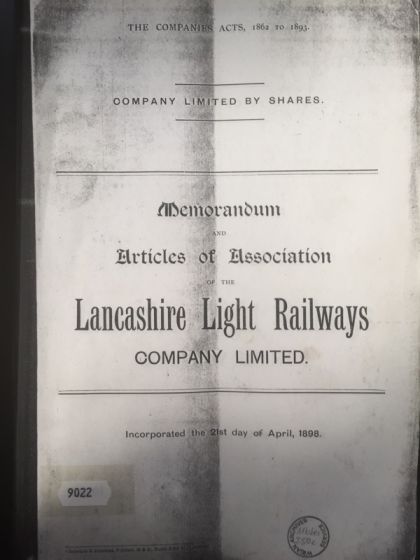 THE COMPANIES ACTS, 1862 TO 1893.
COMPANY LIMITED BY SHARES.
Memorandum
AND
Articles of Association
OF THE
Lancashire Light Railways
COMPANY LIMITED.
Incorporated the 21st day of April, 1898.
9022
ARCHIVES